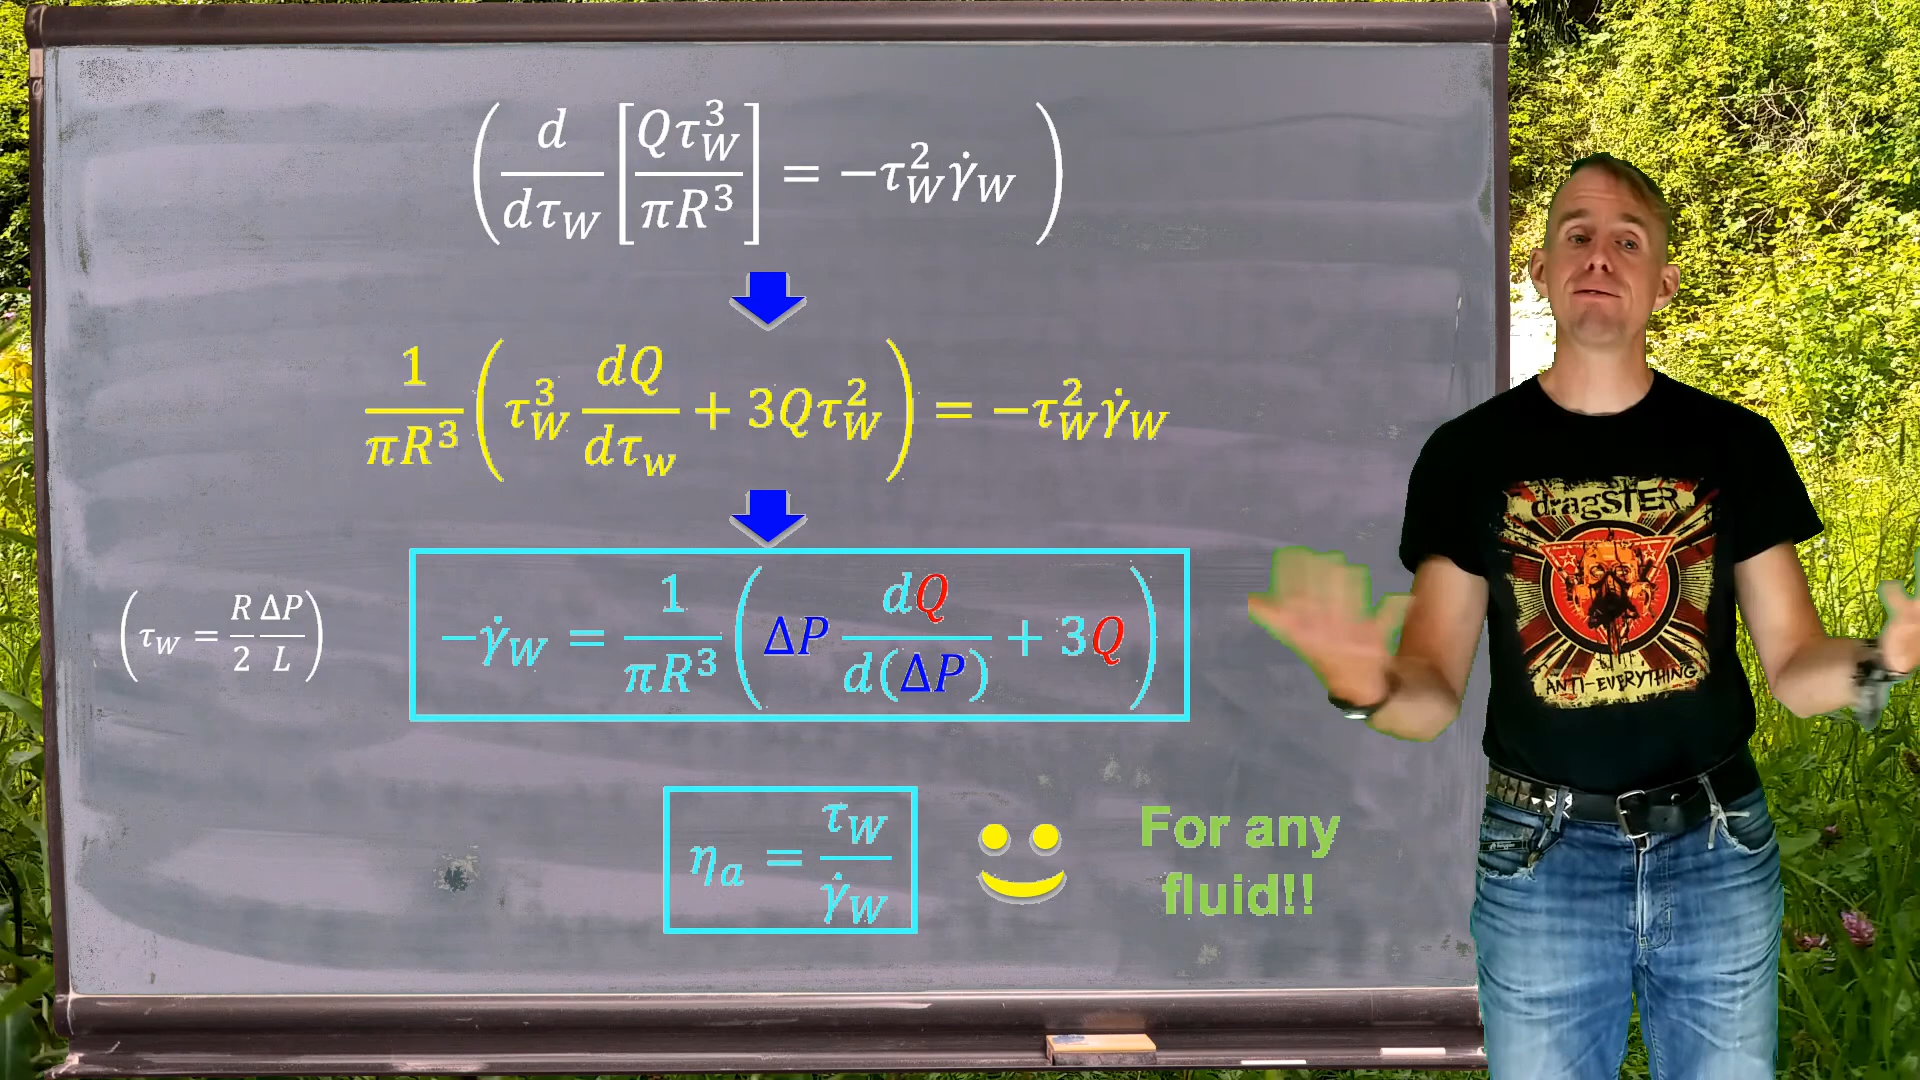 (d/dτ_W [Qτ_W^3/πR^3] = −τ_W^2 γ̇_W)
1/πR^3 (τ_W^3 dQ/dτ_w + 3Qτ_W^2) = −τ_W^2 γ̇_W
(τ_W = R/2 ΔP/L)
−γ̇_W = 1/πR^3 (ΔP dQ/d(ΔP) + 3Q)
η_a = τ_W/γ̇_W
For any
fluid!!
dragSTER
ANTI-EVERYTHING